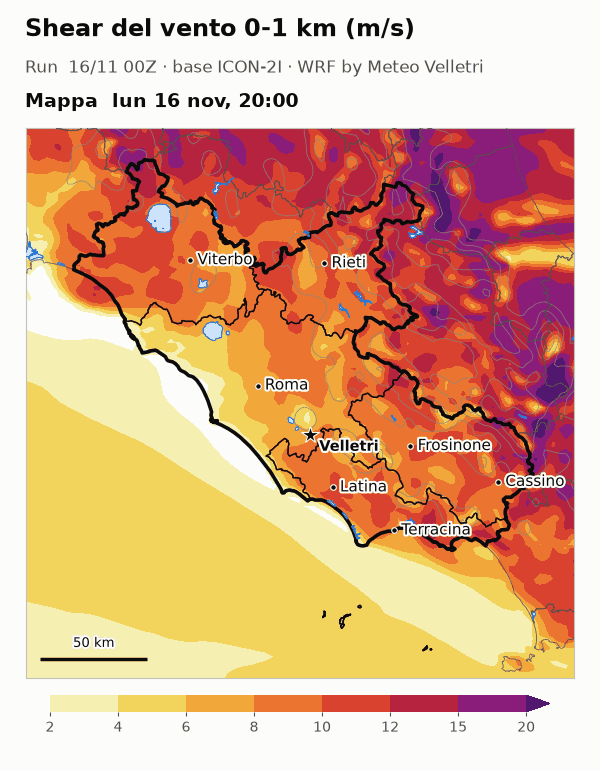 Shear del vento 0-1 km (m/s)
Run  16/11 00Z · base ICON-2I · WRF by Meteo Velletri
Mappa  lun 16 nov, 20:00
Viterbo
Rieti
Roma
Velletri
Frosinone
Cassino
Latina
Terracina
50 km
2 4 6 8 10 12 15 20